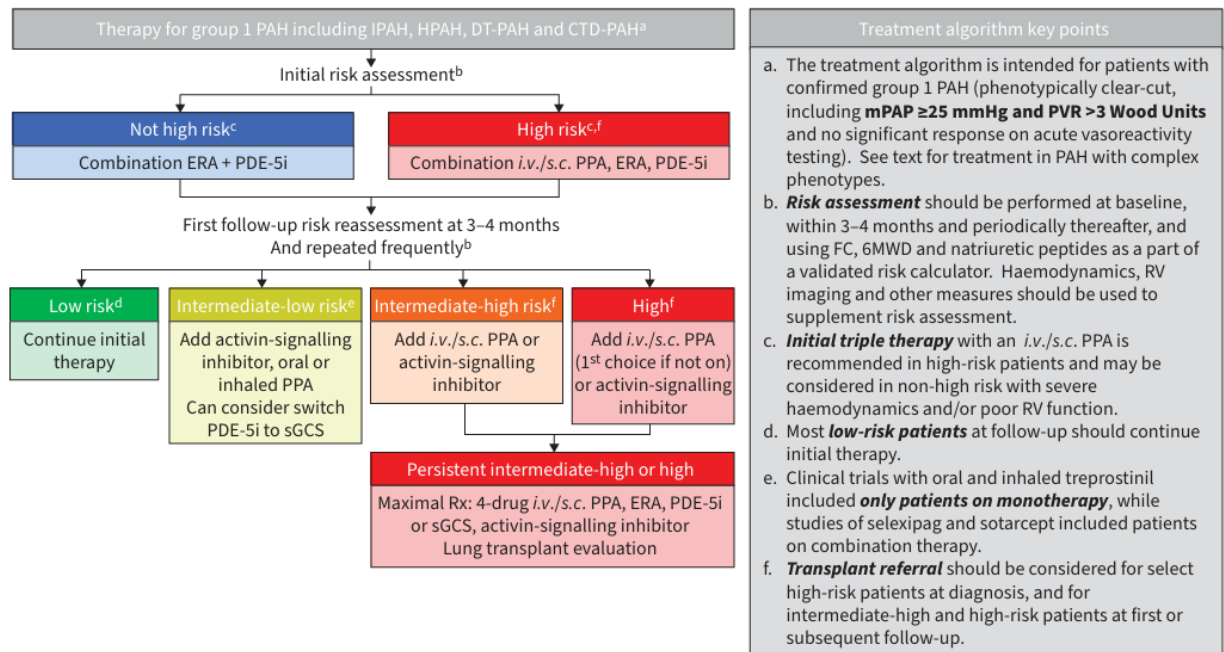 Therapy for group 1 PAH including IPAH, HPAH, DT-PAH and CTD-PAHa
Initial risk assessmentb
Not high riskc
Combination ERA + PDE-5i
High riskc,f
Combination i.v./s.c. PPA, ERA, PDE-5i
First follow-up risk reassessment at 3–4 months
And repeated frequentlyb
Low riskd
Continue initial
therapy
Intermediate-low riske
Add activin-signalling
inhibitor, oral or
inhaled PPA
Can consider switch
PDE-5i to sGCS
Intermediate-high riskf
Add i.v./s.c. PPA or
activin-signalling
inhibitor
Highf
Add i.v./s.c. PPA
(1st choice if not on)
or activin-signalling
inhibitor
Persistent intermediate-high or high
Maximal Rx: 4-drug i.v./s.c. PPA, ERA, PDE-5i
or sGCS, activin-signalling inhibitor
Lung transplant evaluation
Treatment algorithm key points
a. The treatment algorithm is intended for patients with
confirmed group 1 PAH (phenotypically clear-cut,
including mPAP ≥25 mmHg and PVR >3 Wood Units
and no significant response on acute vasoreactivity
testing). See text for treatment in PAH with complex
phenotypes.
b. Risk assessment should be performed at baseline,
within 3–4 months and periodically thereafter, and
using FC, 6MWD and natriuretic peptides as a part of
a validated risk calculator. Haemodynamics, RV
imaging and other measures should be used to
supplement risk assessment.
c. Initial triple therapy with an i.v./s.c. PPA is
recommended in high-risk patients and may be
considered in non-high risk with severe
haemodynamics and/or poor RV function.
d. Most low-risk patients at follow-up should continue
initial therapy.
e. Clinical trials with oral and inhaled treprostinil
included only patients on monotherapy, while
studies of selexipag and sotarcept included patients
on combination therapy.
f. Transplant referral should be considered for select
high-risk patients at diagnosis, and for
intermediate-high and high-risk patients at first or
subsequent follow-up.